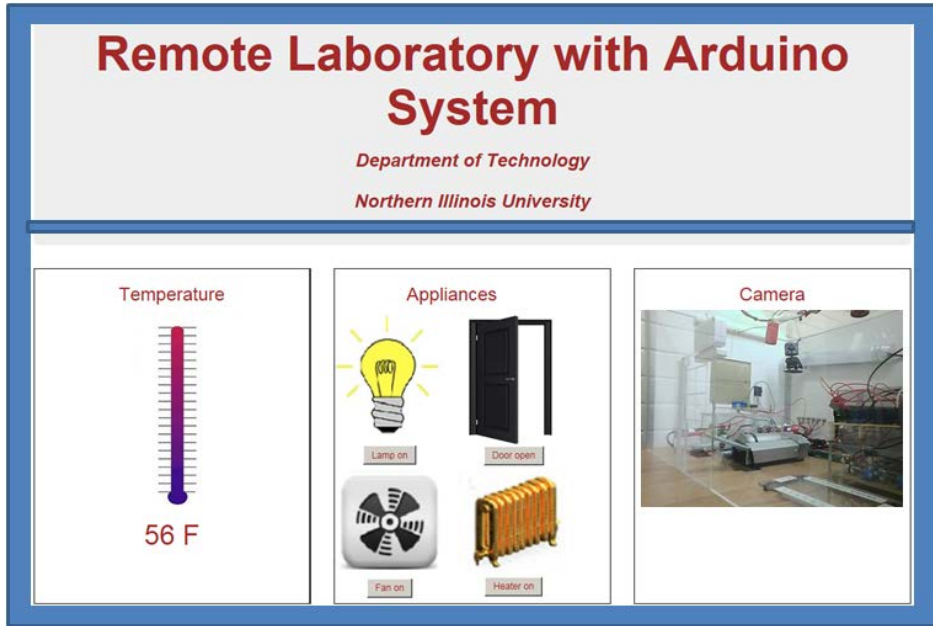 Remote Laboratory with Arduino
System
Department of Technology
Northern Illinois University
Temperature
56 F
Appliances
Lamp on
Door open
Fan on
Heater on
Camera